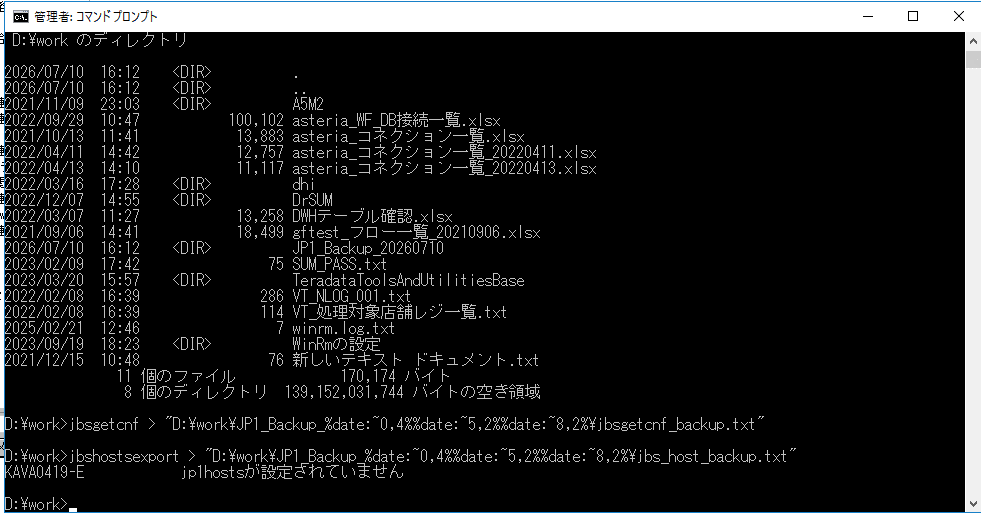 管理者: コマンドプロンプト
D:¥work のディレクトリ
2026/07/10  16:12    <DIR>          .
2026/07/10  16:12    <DIR>          ..
2021/11/09  23:03    <DIR>          A5M2
2022/09/29  10:47           100,102 asteria_WF_DB接続一覧.xlsx
2021/10/13  11:41            13,883 asteria_コネクション一覧.xlsx
2022/04/11  14:42            12,757 asteria_コネクション一覧_20220411.xlsx
2022/04/13  14:10            11,117 asteria_コネクション一覧_20220413.xlsx
2022/03/16  17:28    <DIR>          dhi
2022/12/07  14:55    <DIR>          DrSUM
2022/03/07  11:27            13,258 DWHテーブル確認.xlsx
2021/09/06  14:41            18,499 gftest_フロー一覧_20210906.xlsx
2026/07/10  16:12    <DIR>          JP1_Backup_20260710
2023/02/09  17:42                75 SUM_PASS.txt
2023/03/20  15:57    <DIR>          TeradataToolsAndUtilitiesBase
2022/02/08  16:39               286 VT_NLOG_001.txt
2022/02/08  16:39               114 VT_処理対象店舗レジ一覧.txt
2025/02/21  12:46                 7 winrm.log.txt
2023/09/19  18:23    <DIR>          WinRmの設定
2021/12/15  10:48                76 新しいテキスト ドキュメント.txt
11 個のファイル             170,174 バイト
8 個のディレクトリ  139,152,031,744 バイトの空き領域
D:¥work>jbsgetcnf > "D:¥work¥JP1_Backup_%date:~0,4%%date:~5,2%%date:~8,2%¥jbsgetcnf_backup.txt"
D:¥work>jbshostsexport > "D:¥work¥JP1_Backup_%date:~0,4%%date:~5,2%%date:~8,2%¥jbs_host_backup.txt"
KAVA0419-E            jp1hostsが設定されていません
D:¥work>